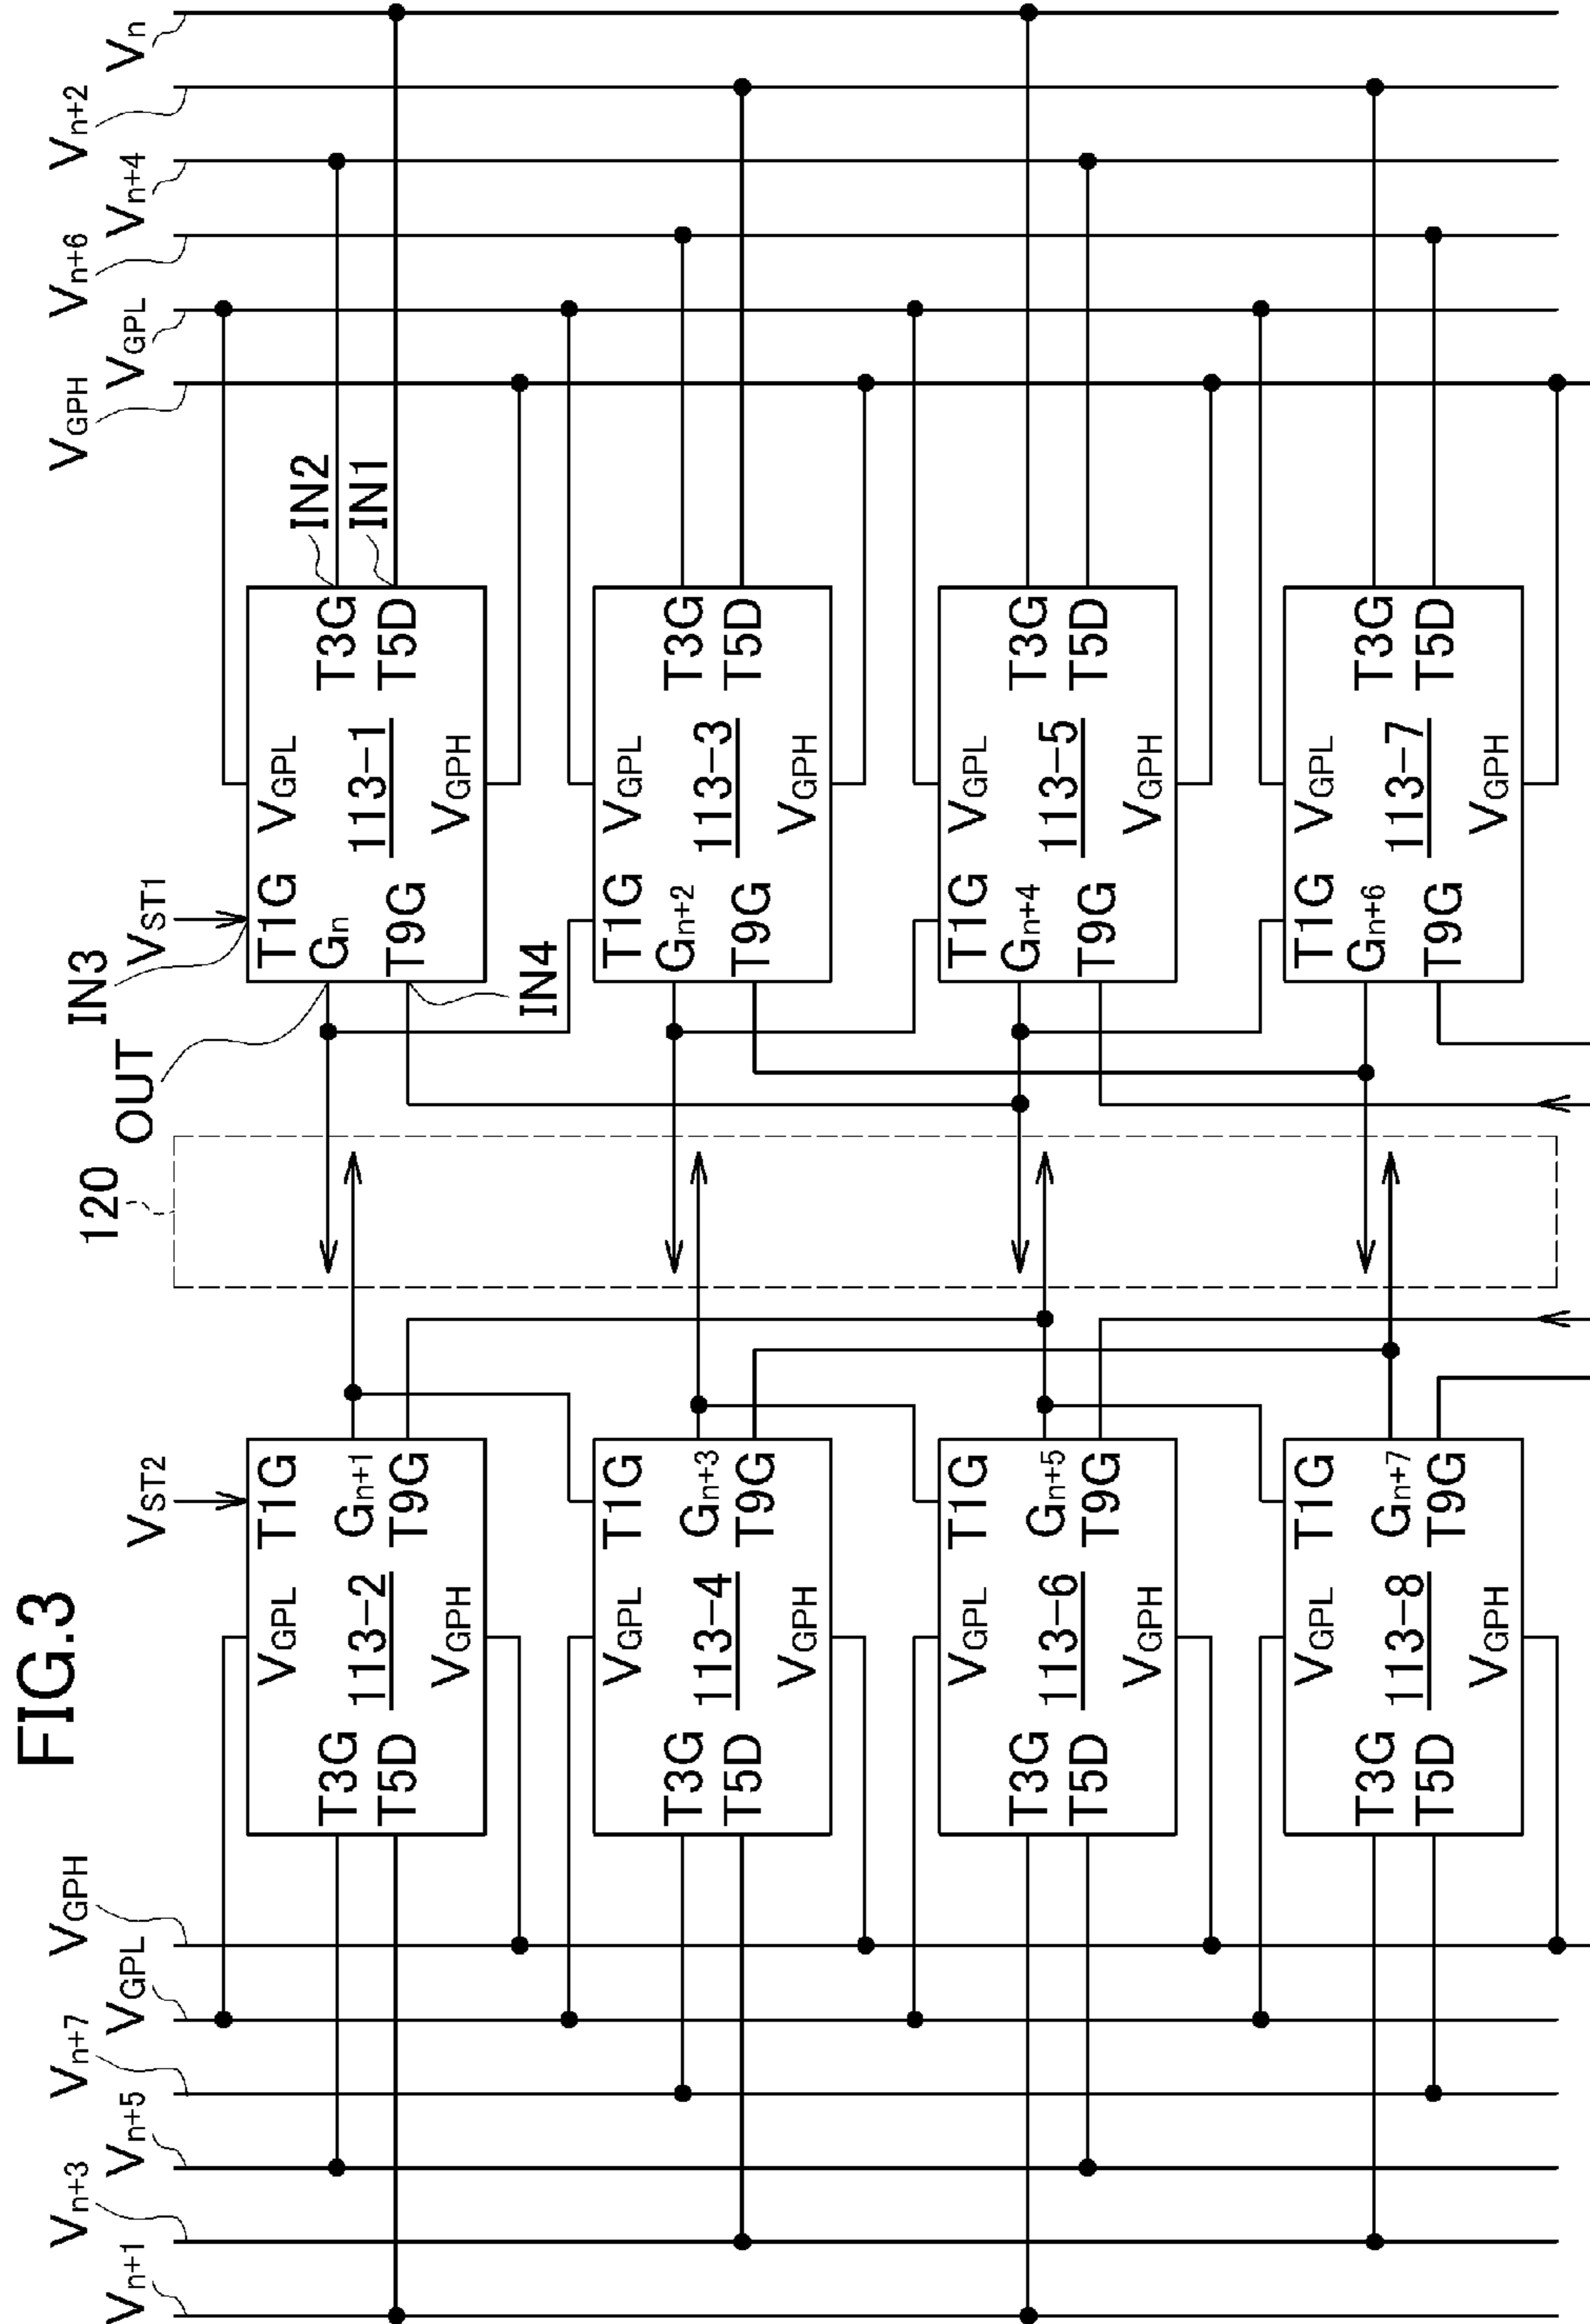 FIG.3
Vn+1
Vn+3
Vn+5
Vn+7
VGPL
VGPH
VST2
120
OUT
IN3
VST1
VGPH
VGPL
Vn+6
Vn+4
Vn+2
Vn
T3G
T5D
VGPL
113-2
VGPH
T1G
Gn+1
T9G
IN4
T1G
Gn
T9G
VGPL
113-1
VGPH
T3G
T5D
IN2
IN1
T3G
T5D
VGPL
113-4
VGPH
T1G
Gn+3
T9G
T1G
Gn+2
T9G
VGPL
113-3
VGPH
T3G
T5D
T3G
T5D
VGPL
113-6
VGPH
T1G
Gn+5
T9G
T1G
Gn+4
T9G
VGPL
113-5
VGPH
T3G
T5D
T3G
T5D
VGPL
113-8
VGPH
T1G
Gn+7
T9G
T1G
Gn+6
T9G
VGPL
113-7
VGPH
T3G
T5D